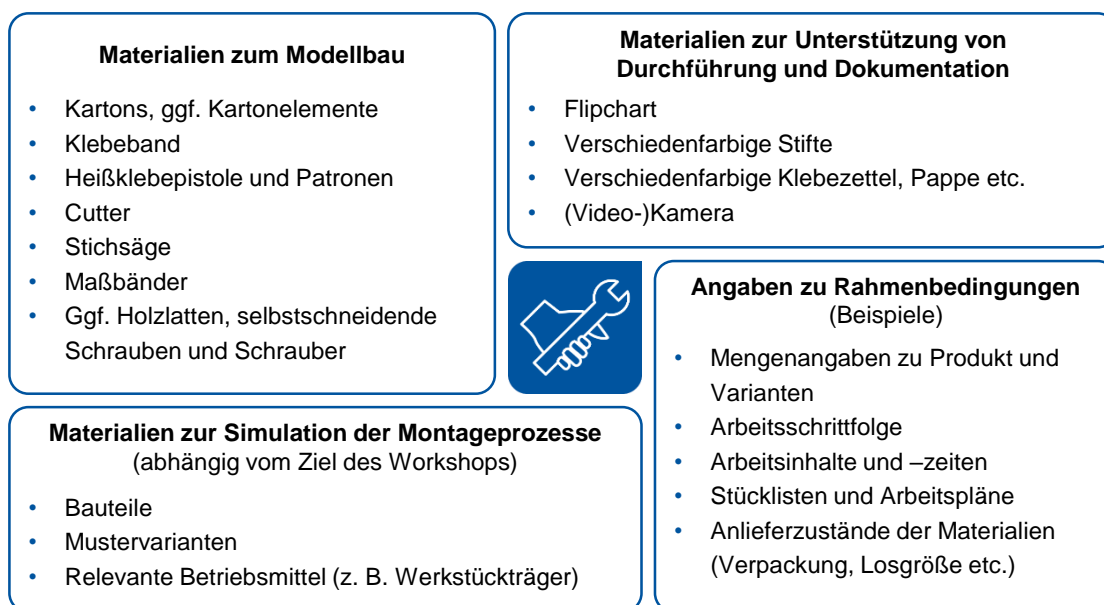 Materialien zum Modellbau
• Kartons, ggf. Kartonelemente
• Klebeband
• Heißklebepistole und Patronen
• Cutter
• Stichsäge
• Maßbänder
• Ggf. Holzlatten, selbstschneidende
Schrauben und Schrauber
Materialien zur Unterstützung von
Durchführung und Dokumentation
• Flipchart
• Verschiedenfarbige Stifte
• Verschiedenfarbige Klebezettel, Pappe etc.
• (Video-)Kamera
Materialien zur Simulation der Montageprozesse
(abhängig vom Ziel des Workshops)
• Bauteile
• Mustervarianten
• Relevante Betriebsmittel (z. B. Werkstückträger)
Angaben zu Rahmenbedingungen
(Beispiele)
• Mengenangaben zu Produkt und
Varianten
• Arbeitsschrittfolge
• Arbeitsinhalte und –zeiten
• Stücklisten und Arbeitspläne
• Anlieferzustände der Materialien
(Verpackung, Losgröße etc.)